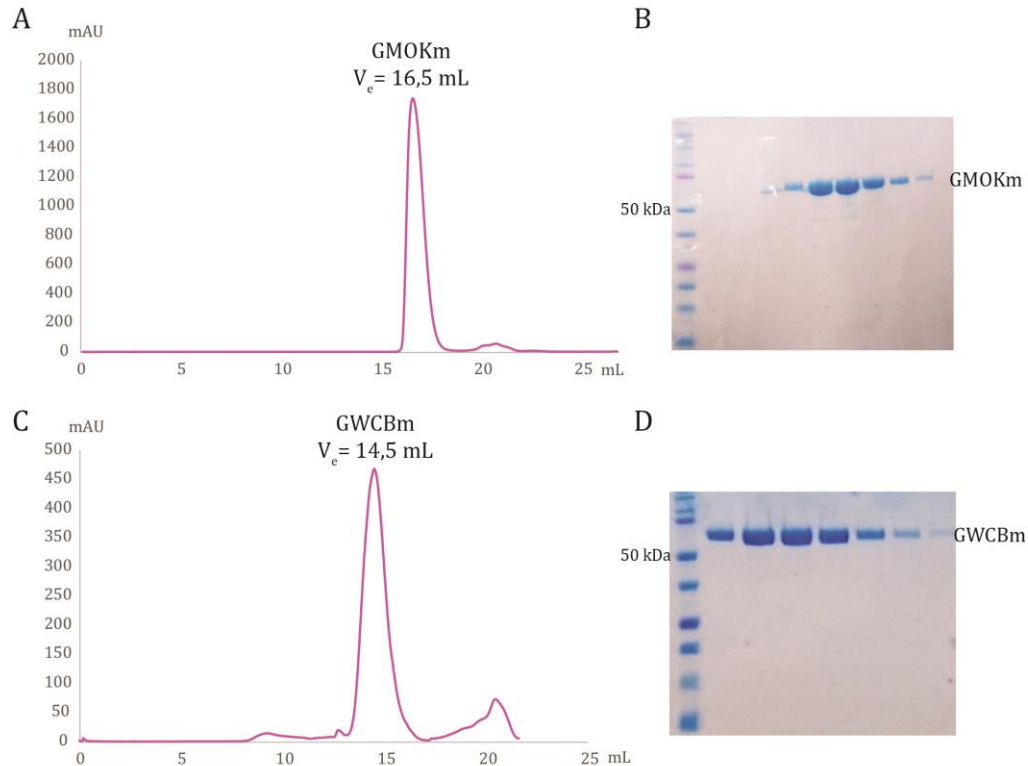 A
mAU
GMOKm
Ve= 16,5 mL
2000
1800
1600
1400
1200
1000
800
600
400
200
0
0 5 10 15 20 25 mL
B
50 kDa
GMOKm
C
mAU
GWCBm
Ve= 14,5 mL
500
450
400
350
300
250
200
150
100
50
0
0 5 10 15 20 25 mL
D
50 kDa
GWCBm